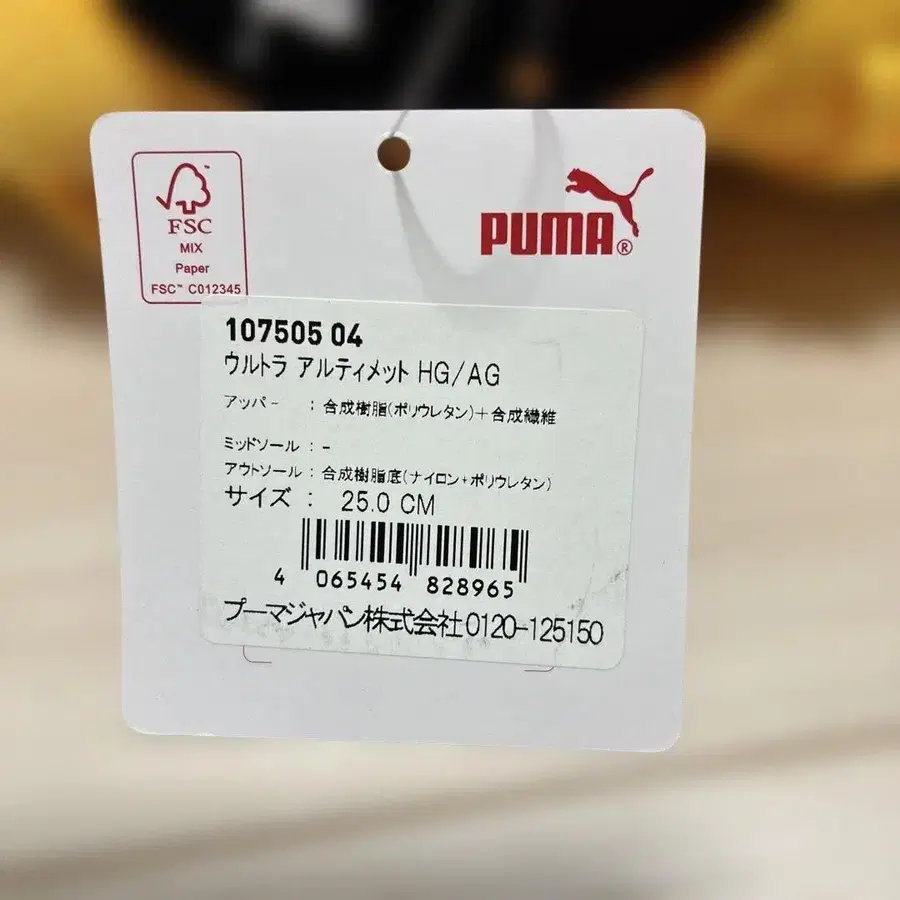 FSC
MIX
Paper
FSC™ C012345
PUMA®
107505 04
ウルトラ アルティメット HG/AG
アッパー : 合成樹脂(ポリウレタン)+合成繊維
ミッドソール : -
アウトソール : 合成樹脂底(ナイロン+ポリウレタン)
サイズ : 25.0 CM
4 065454 828965
プーマジャパン株式会社0120-125150